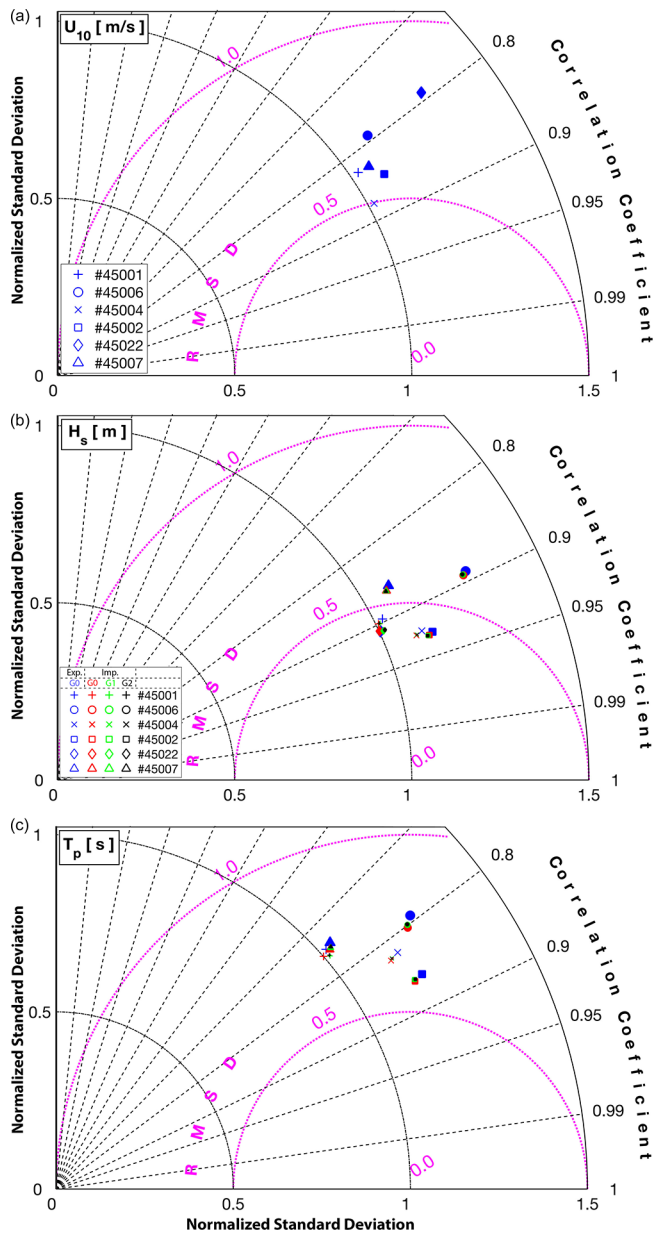 (a)
U10 [ m/s ]
1.0
0.8
0.9
0.95
0.99
1
Correlation Coefficient
Normalized Standard Deviation
0.5
0.5
0.0
R M S D
#45001
#45006
#45004
#45002
#45022
#45007
0
0.5
1
1.5
(b)
1
Hs [ m ]
1.0
0.8
0.9
0.95
0.99
1
Correlation Coefficient
Normalized Standard Deviation
0.5
0.5
0.0
R M S D
Exp. Imp.
G0 G0 G1 G2
#45001
#45006
#45004
#45002
#45022
#45007
0
0.5
1
1.5
(c)
1
Tp [ s ]
1.0
0.8
0.9
0.95
0.99
1
Correlation Coefficient
Normalized Standard Deviation
0.5
0.5
0.0
R M S D
0
0.5
1
1.5
Normalized Standard Deviation